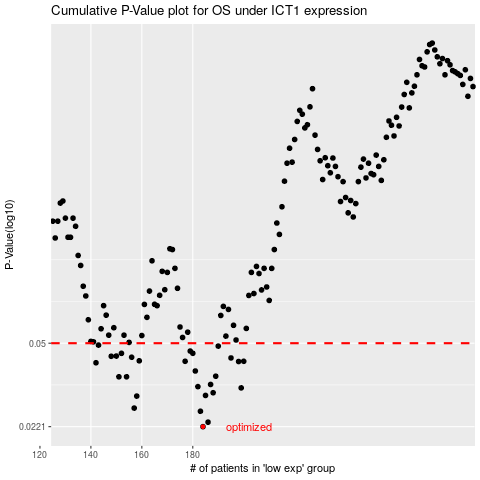 Cumulative P-Value plot for OS under ICT1 expression
P-Value(log10)
0.05
0.0221
optimized
120 140 160 180
# of patients in 'low exp' group